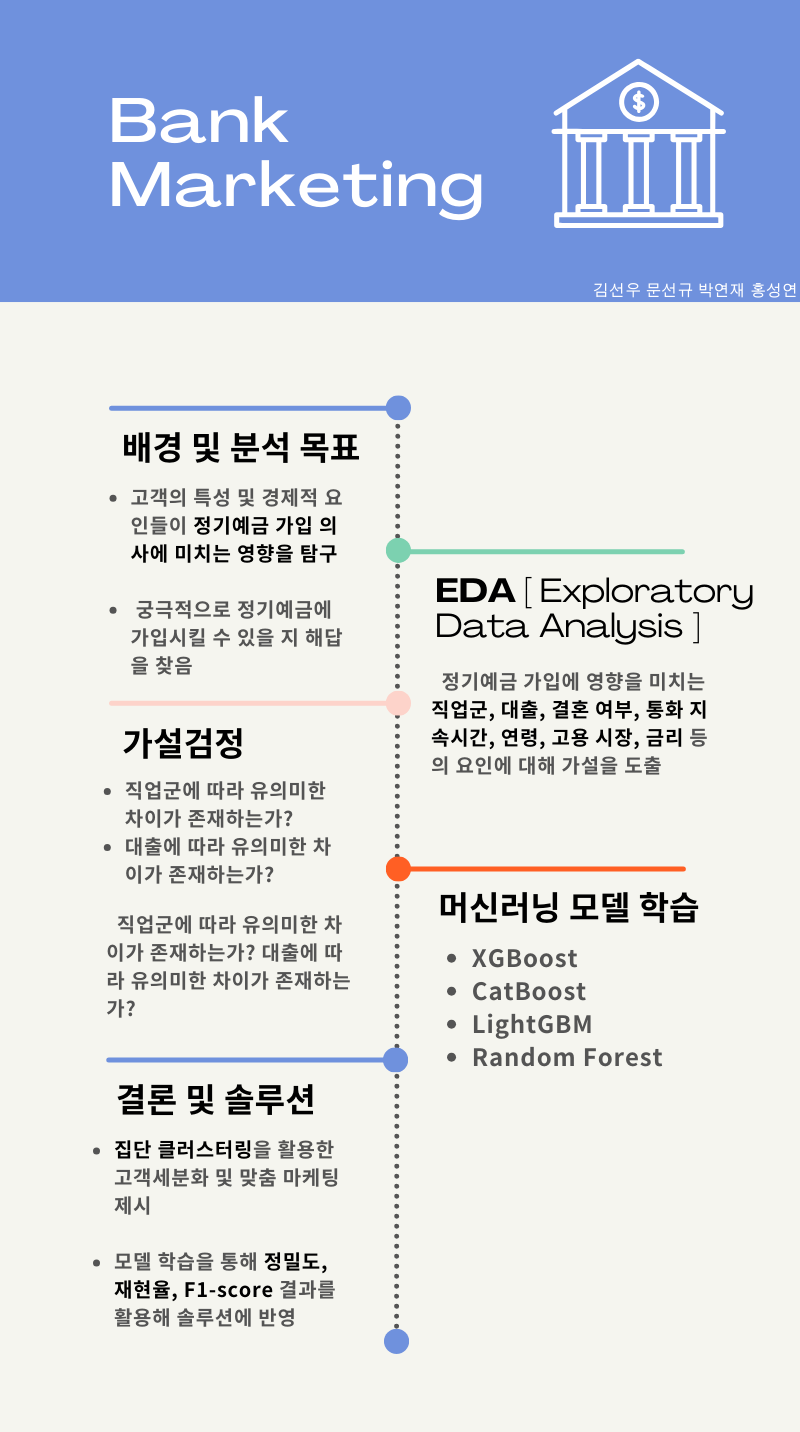 Bank
Marketing
$
김선우 문선규 박연재 홍성연
배경 및 분석 목표
• 고객의 특성 및 경제적 요
인들이 정기예금 가입 의
사에 미치는 영향을 탐구
• 궁극적으로 정기예금에
가입시킬 수 있을 지 해답
을 찾음
EDA [ Exploratory
Data Analysis ]
정기예금 가입에 영향을 미치는
직업군, 대출, 결혼 여부, 통화 지
속시간, 연령, 고용 시장, 금리 등
의 요인에 대해 가설을 도출
가설검정
• 직업군에 따라 유의미한
차이가 존재하는가?
• 대출에 따라 유의미한 차
이가 존재하는가?
직업군에 따라 유의미한 차
이가 존재하는가? 대출에 따
라 유의미한 차이가 존재하는
가?
머신러닝 모델 학습
• XGBoost
• CatBoost
• LightGBM
• Random Forest
결론 및 솔루션
• 집단 클러스터링을 활용한
고객세분화 및 맞춤 마케팅
제시
• 모델 학습을 통해 정밀도,
재현율, F1-score 결과를
활용해 솔루션에 반영